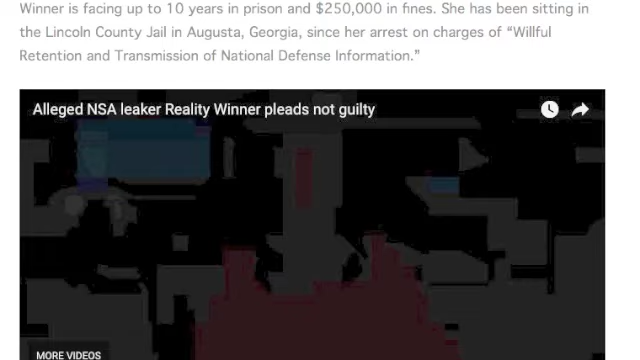 Winner is facing up to 10 years in prison and $250,000 in fines. She has been sitting in
the Lincoln County Jail in Augusta, Georgia, since her arrest on charges of “Willful
Retention and Transmission of National Defense Information.”
Alleged NSA leaker Reality Winner pleads not guilty
MORE VIDEOS